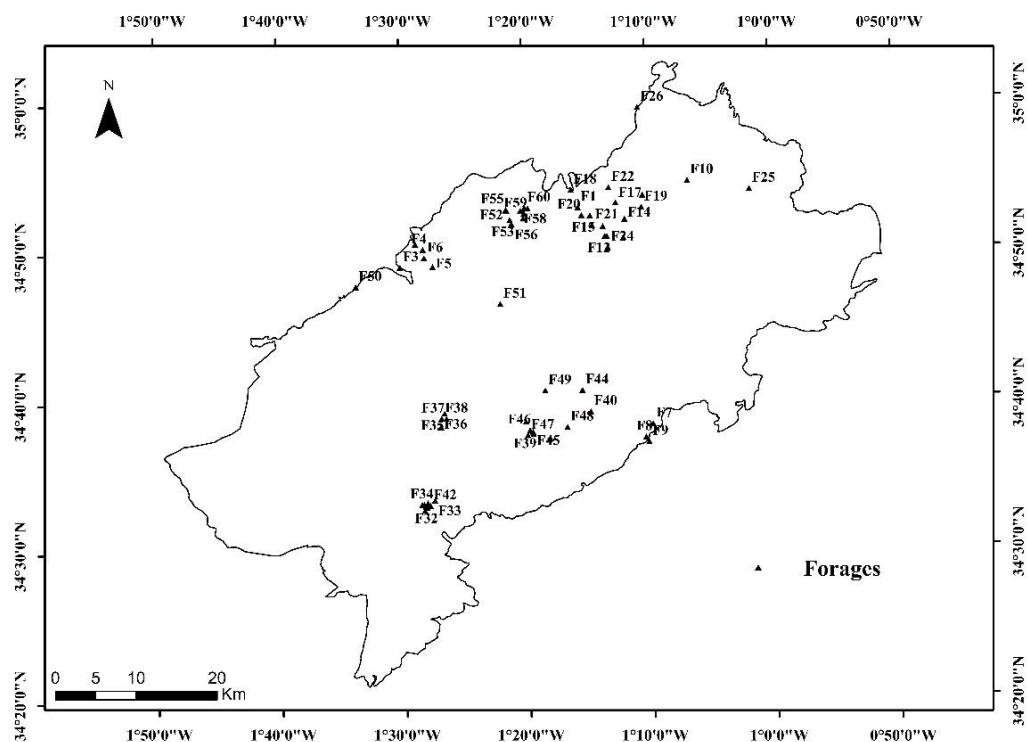 1°50'0"W 1°40'0"W 1°30'0"W 1°20'0"W 1°10'0"W 1°0'0"W 0°50'0"W
N
35°0'0"N 35°0'0"N
F26
F18 F22 F10 F25
F55 F59 F60 F1 F17 F19
F52 F58 F20 F21 F14
F53 F56 F15 F24
F4 F6 F13
34°50'0"N 34°50'0"N
F3 F5
F50
F51
F49 F44
F40
34°40'0"N 34°40'0"N
F37 F38
F35 F36
F46 F47 F48
F39 F45
F8 F9
F34 F42
F33
F32
34°30'0"N 34°30'0"N
Forages
0 5 10 20
Km
34°20'0"N 34°20'0"N
1°50'0"W 1°40'0"W 1°30'0"W 1°20'0"W 1°10'0"W 1°0'0"W 0°50'0"W